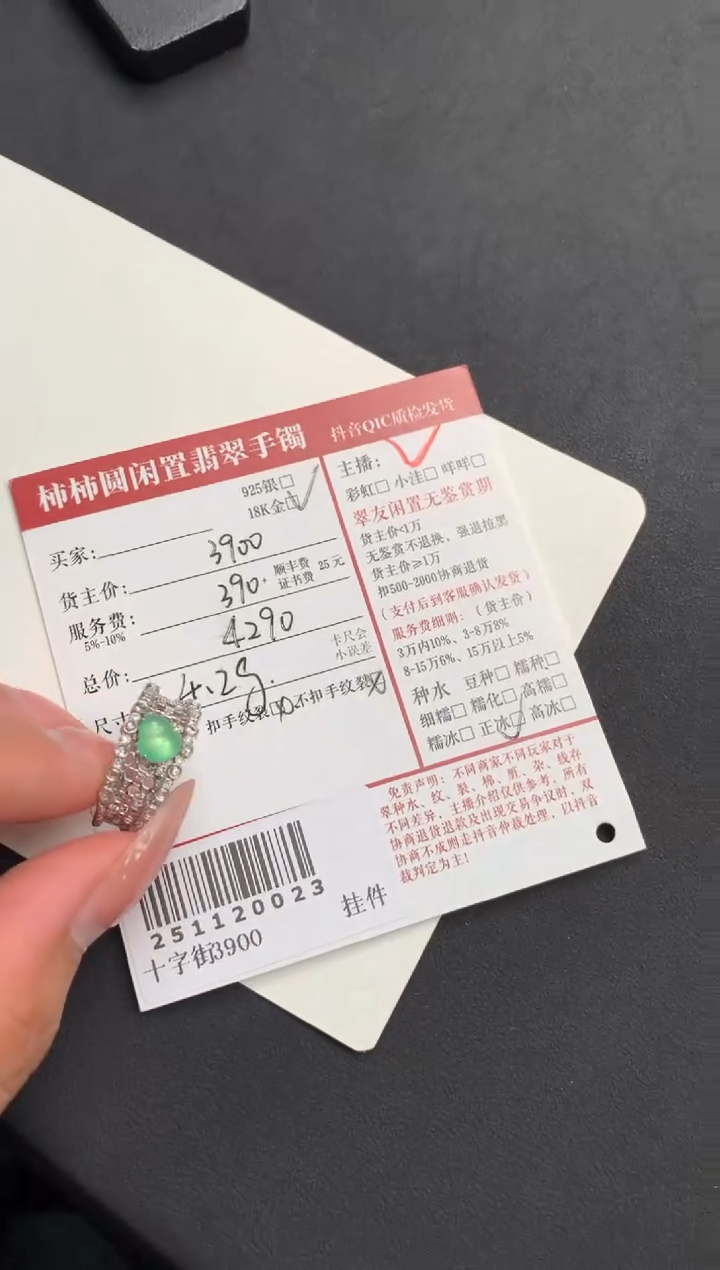 柿柿圆闲置翡翠手镯 抖音QIC质检发货
925银□
18K金☑
买家:
货主价: 3900
服务费: 390+ 顺丰费 证书费 25元
5%-10%
总价: 4290
卡尺会
小误差
尺寸 4.2g.
扣手纹裂 不扣手纹裂
主播:
彩虹□ 小洼□ 咩咩□
翠友闲置无鉴赏期
货主价<1万
无鉴赏不退换，强退拉黑
货主价≥1万
扣500-2000协商退货
(支付后到客服确认发货)
服务费细则: (货主价)
3万内10%、3-8万8%
8-15万6%、15万以上5%
种水 豆种□ 糯种□
细糯□ 糯化□ 高糯□
糯冰□ 正冰☑ 高冰□
免责声明: 不同商家不同玩家对于
翠种水、纹、裂、棉、脏、染、线存
不同差异，主播介绍仅供参考，所有
协商退货退款及出现交易争议时，双
协商不成则走抖音仲裁处理，以抖音
裁判定为主!
251120023
十字街3900
挂件